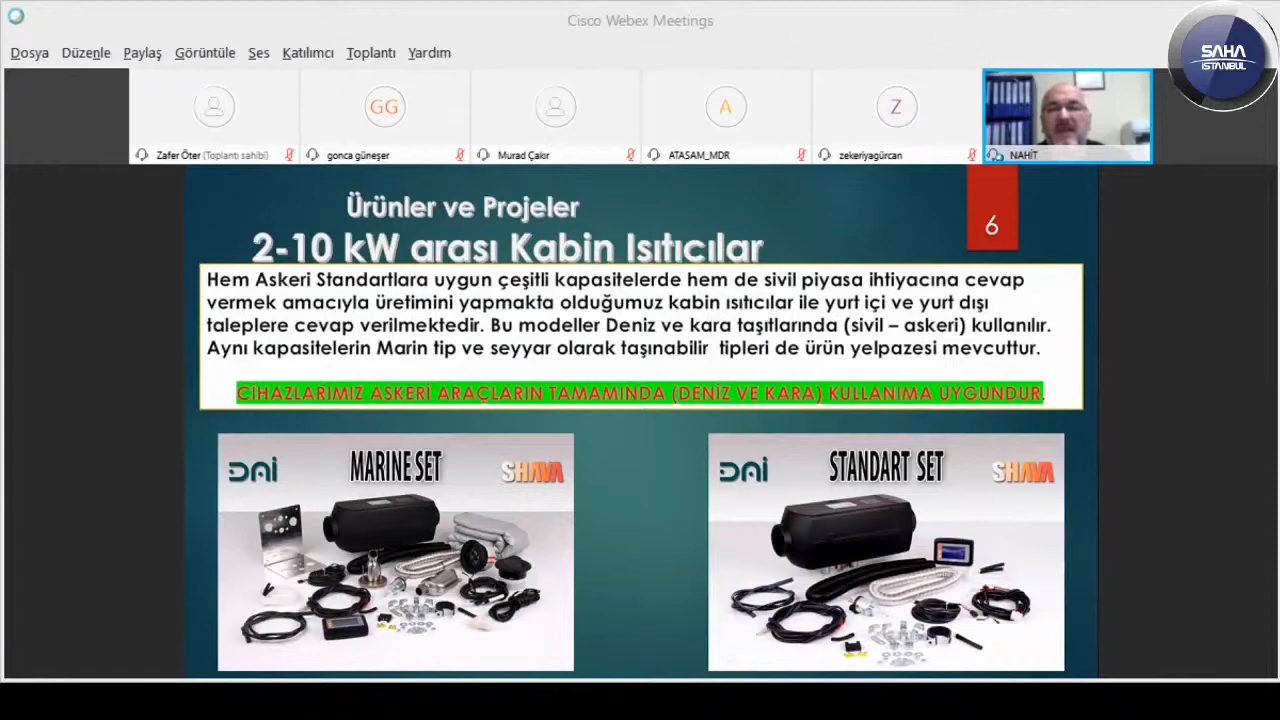 Cisco Webex Meetings
SAHA
ISTANBUL
Dosya Düzenle Paylaş Görüntüle Ses Katılımcı Toplantı Yardım
GG
A
Z
Zafer Öter (Toplantı sahibi)
gonca güneşer
Murad Çakır
ATASAM_MDR
zekeriyagürcan
NAHİT
Ürünler ve Projeler
6
2-10 kW arası Kabin Isıtıcılar
Hem Askeri Standartlara uygun çeşitli kapasitelerde hem de sivil piyasa ihtiyacına cevap
vermek amacıyla üretimini yapmakta olduğumuz kabin ısıtıcılar ile yurt içi ve yurt dışı
taleplere cevap verilmektedir. Bu modeller Deniz ve kara taşıtlarında (sivil – askeri) kullanılır.
Aynı kapasitelerin Marin tip ve seyyar olarak taşınabilir tipleri de ürün yelpazesi mevcuttur.
CİHAZLARIMIZ ASKERİ ARAÇLARIN TAMAMINDA (DENİZ VE KARA) KULLANIMA UYGUNDUR.
DAI MARINE SET SHAVA
DAI STANDART SET SHAVA